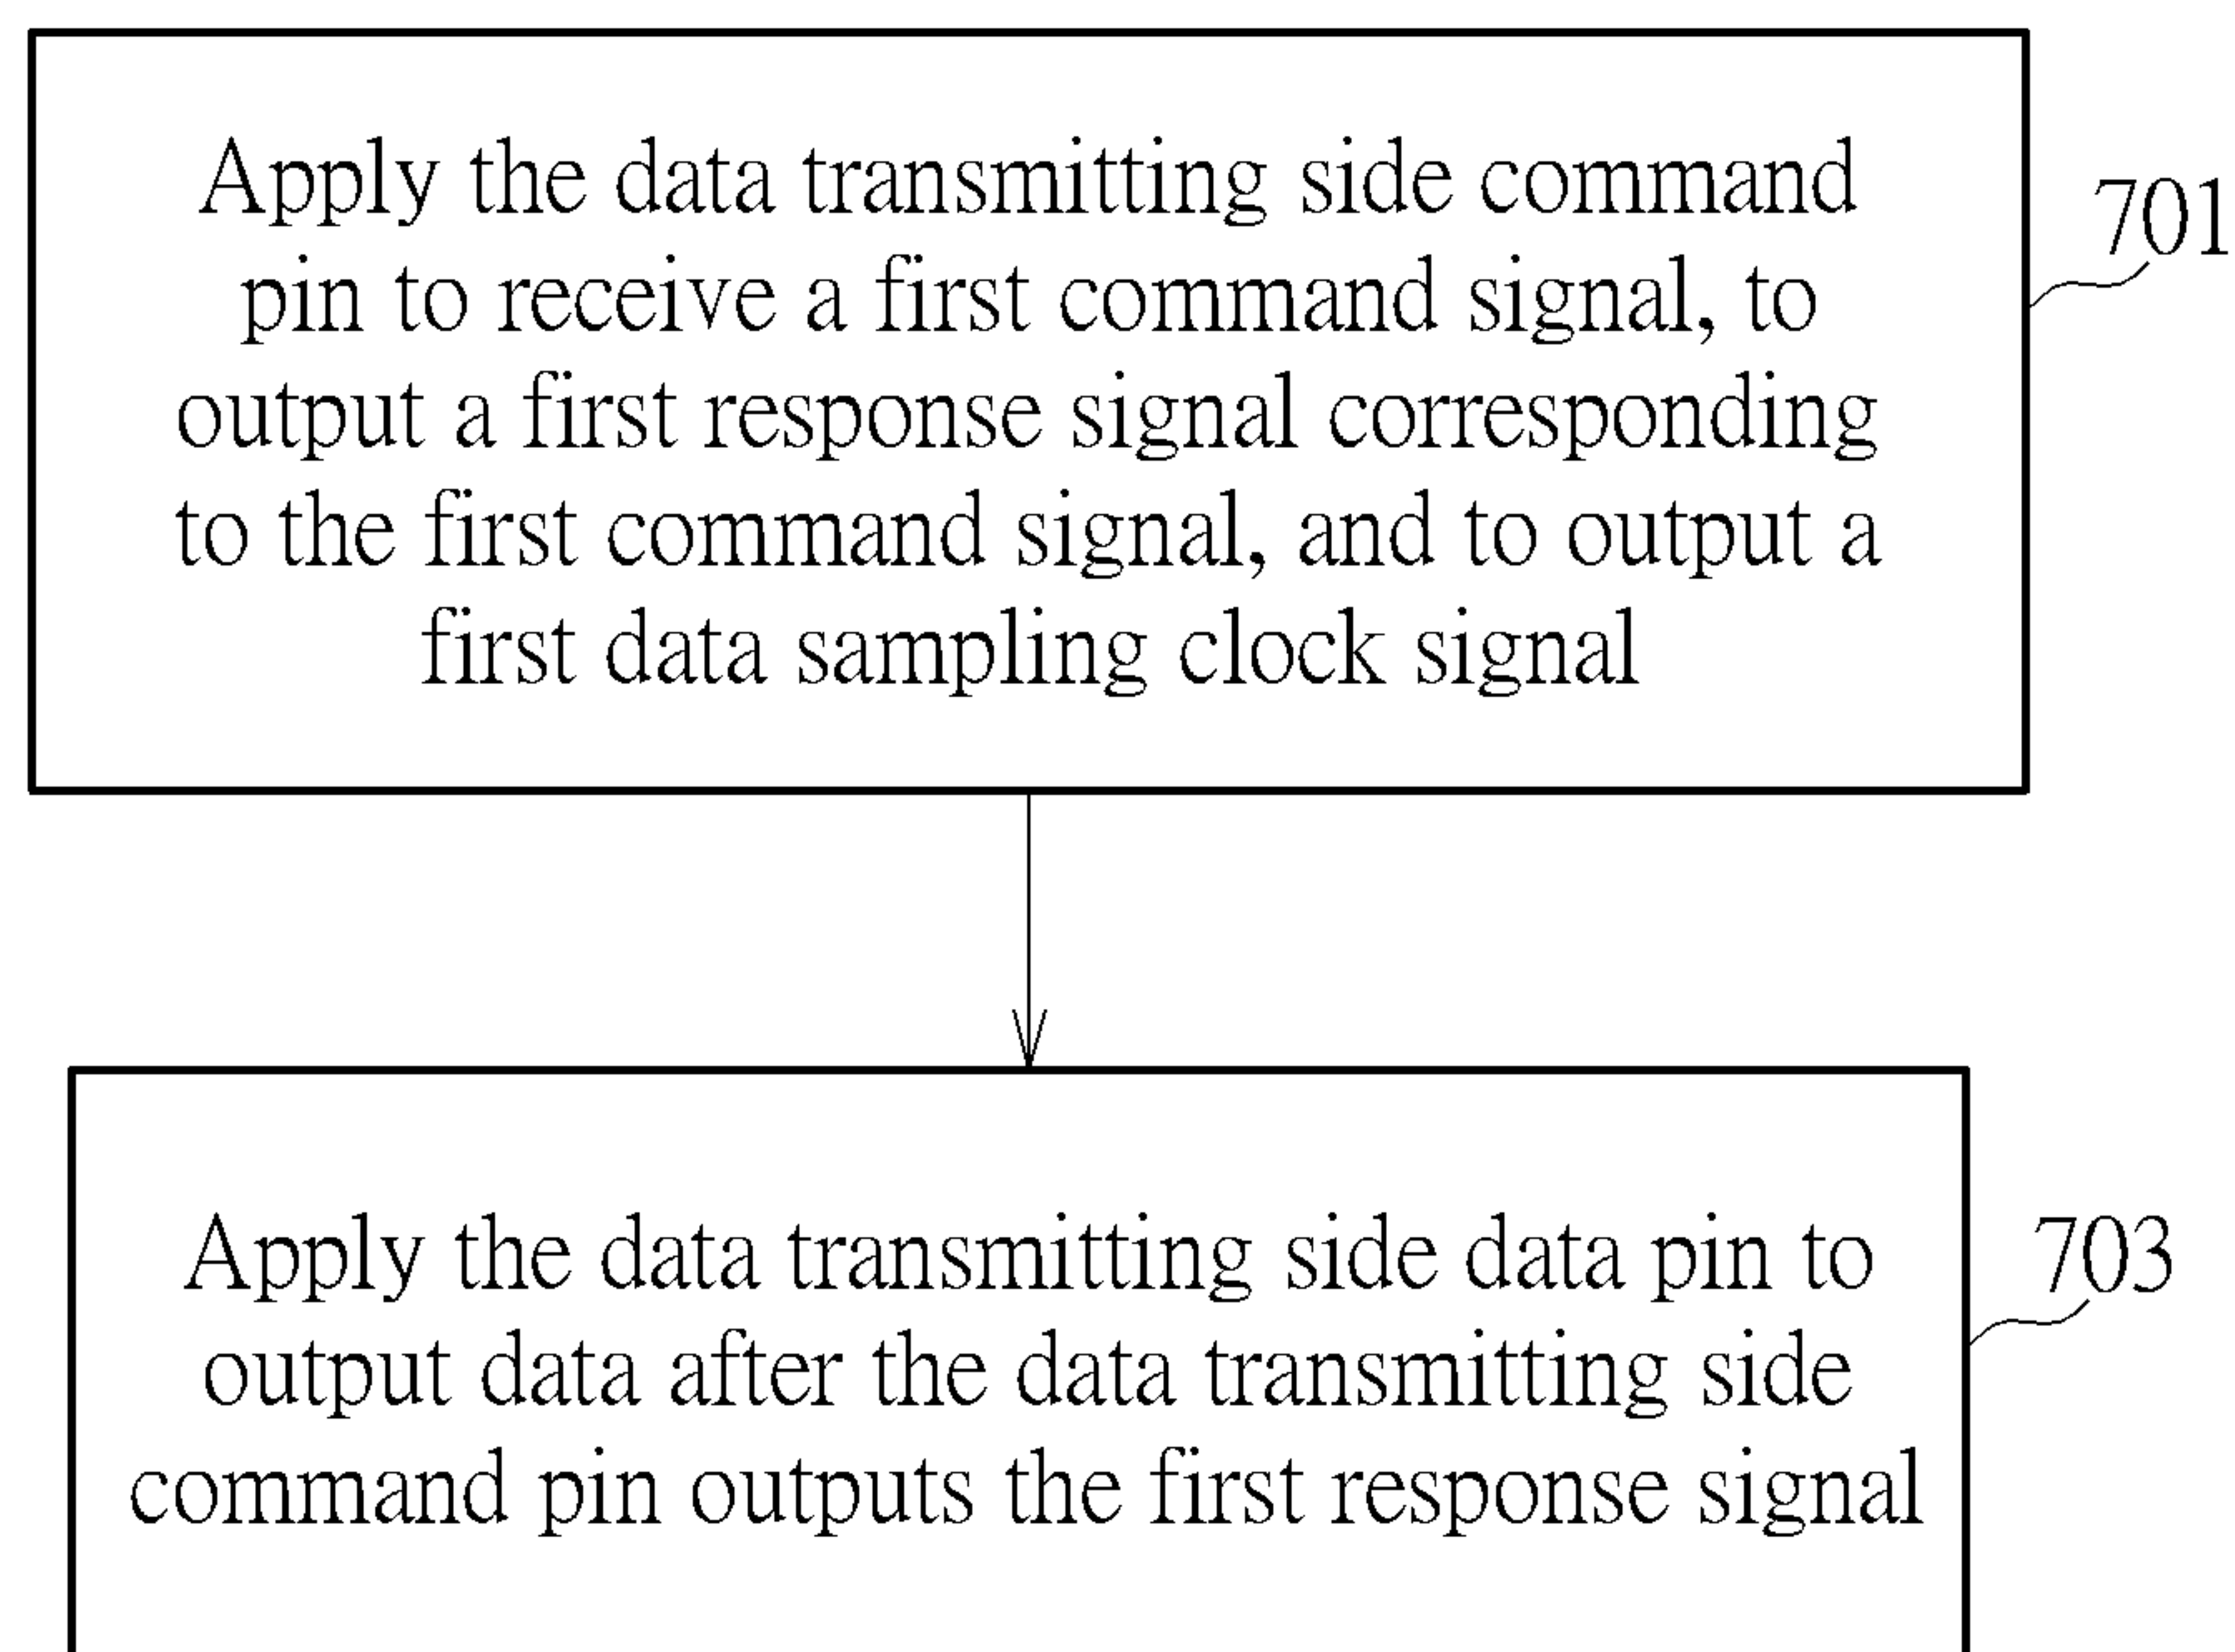 Apply the data transmitting side command
pin to receive a first command signal, to
output a first response signal corresponding
to the first command signal, and to output a
first data sampling clock signal
701
Apply the data transmitting side data pin to
output data after the data transmitting side
command pin outputs the first response signal
703